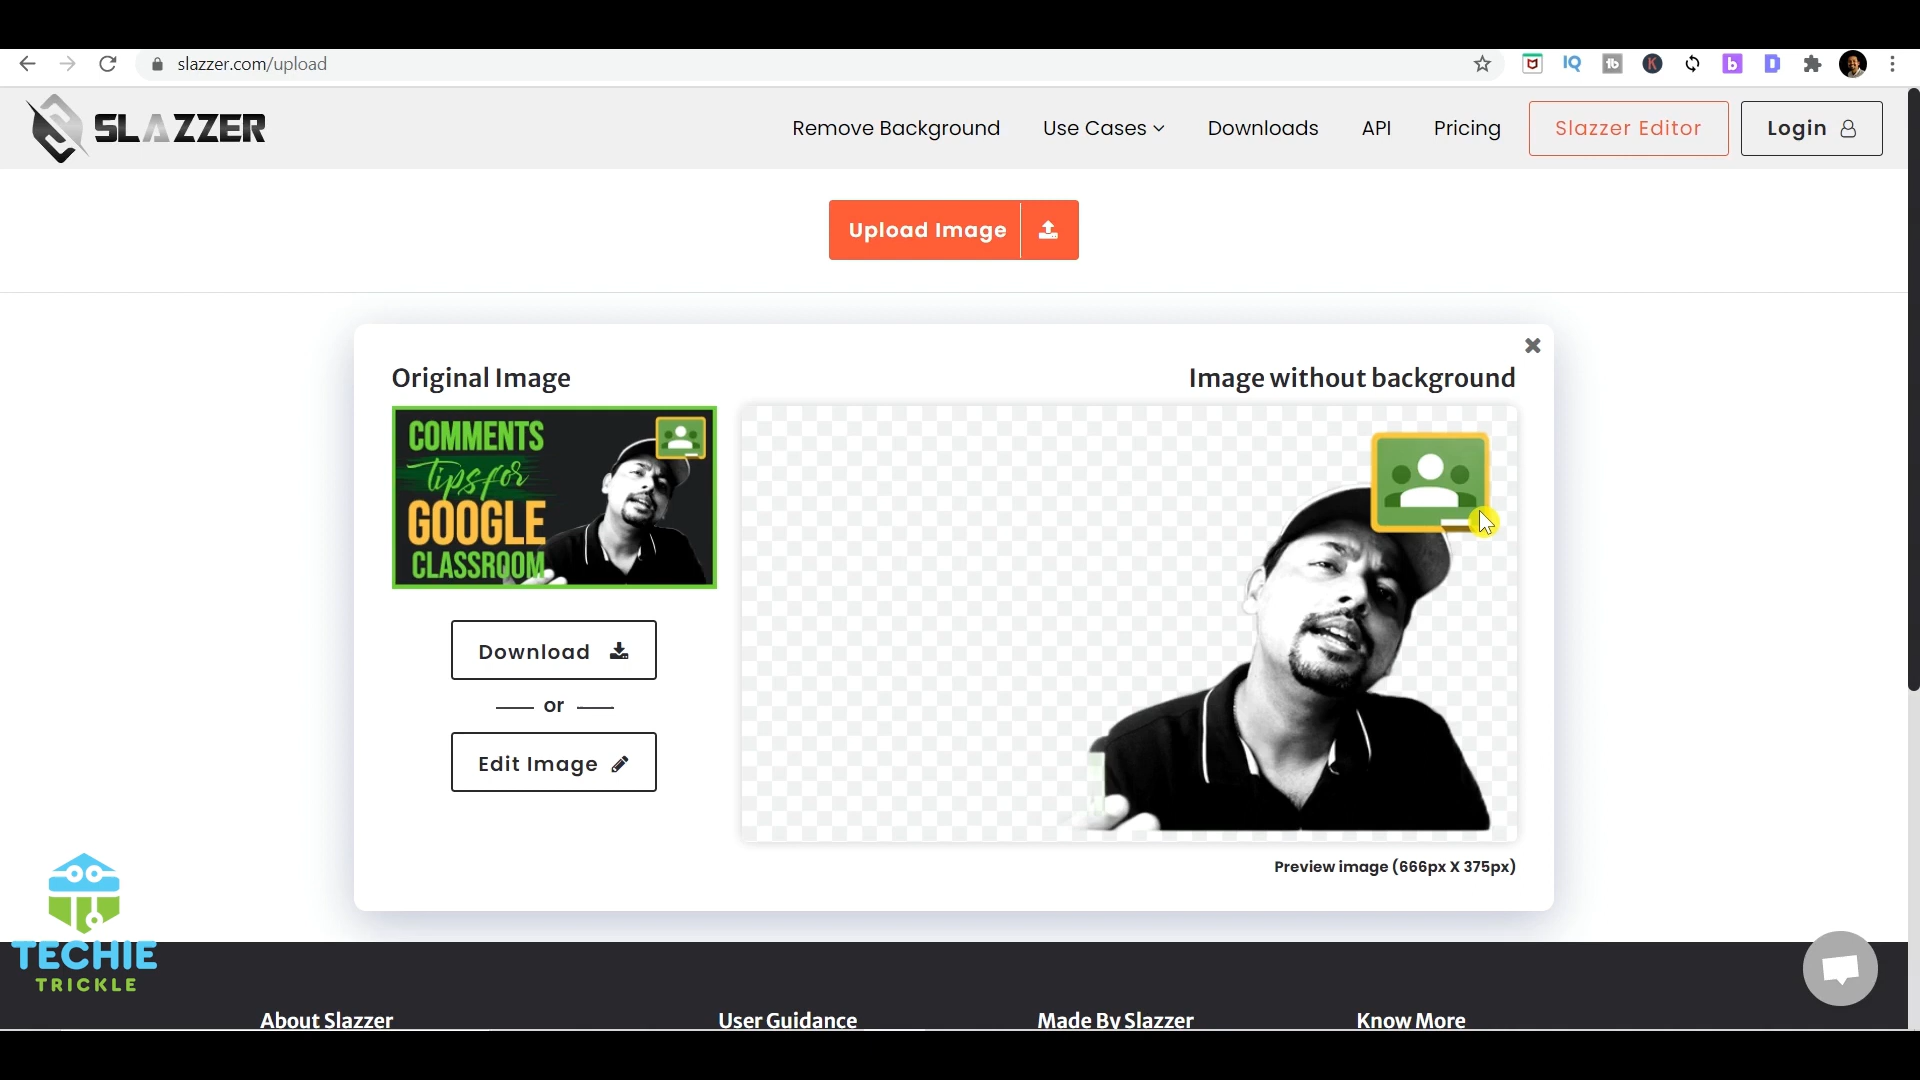 slazzer.com/upload
SLAZZER
Remove Background
Use Cases
Downloads
API
Pricing
Slazzer Editor
Login
Upload Image
Original Image
Image without background
COMMENTS
Tips for
GOOGLE
CLASSROOM
Download
or
Edit Image
Preview image (666px X 375px)
TECHIE
TRICKLE
About Slazzer
User Guidance
Made By Slazzer
Know More